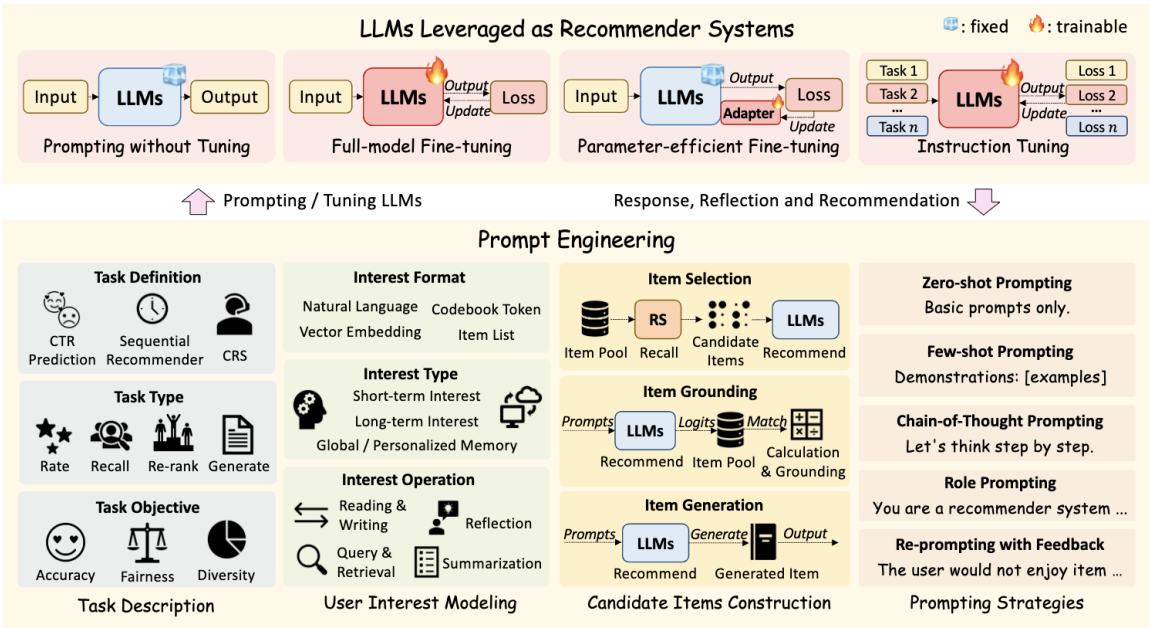 LLMs Leveraged as Recommender Systems
: fixed
: trainable
Input
LLMs
Output
Prompting without Tuning
Input
LLMs
Output
Update
Loss
Full-model Fine-tuning
Input
LLMs
Adapter
Output
Loss
Update
Parameter-efficient Fine-tuning
Task 1
Task 2
...
Task n
LLMs
Output
Update
Loss 1
Loss 2
...
Loss n
Instruction Tuning
Prompting / Tuning LLMs
Response, Reflection and Recommendation
Prompt Engineering
Task Definition
CTR
Prediction
Sequential
Recommender
CRS
Task Type
Rate
Recall
Re-rank
Generate
Task Objective
Accuracy
Fairness
Diversity
Task Description
Interest Format
Natural Language
Codebook Token
Vector Embedding
Item List
Interest Type
Short-term Interest
Long-term Interest
Global / Personalized Memory
Interest Operation
Reading &
Writing
Reflection
Query &
Retrieval
Summarization
User Interest Modeling
Item Selection
RS
LLMs
Item Pool
Recall
Candidate
Items
Recommend
Item Grounding
Prompts
LLMs
Logits
Match
Recommend
Item Pool
Calculation
& Grounding
Item Generation
Prompts
LLMs
Generate
Output
Recommend
Generated Item
Candidate Items Construction
Zero-shot Prompting
Basic prompts only.
Few-shot Prompting
Demonstrations: [examples]
Chain-of-Thought Prompting
Let's think step by step.
Role Prompting
You are a recommender system ...
Re-prompting with Feedback
The user would not enjoy item ...
Prompting Strategies